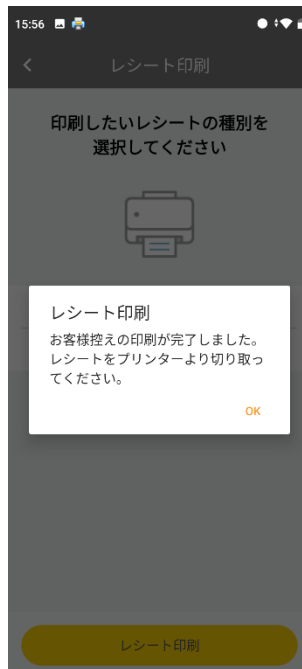 15:56
レシート印刷
印刷したいレシートの種別を
選択してください
レシート印刷
お客様控えの印刷が完了しました。
レシートをプリンターより切り取っ
てください。
OK
レシート印刷